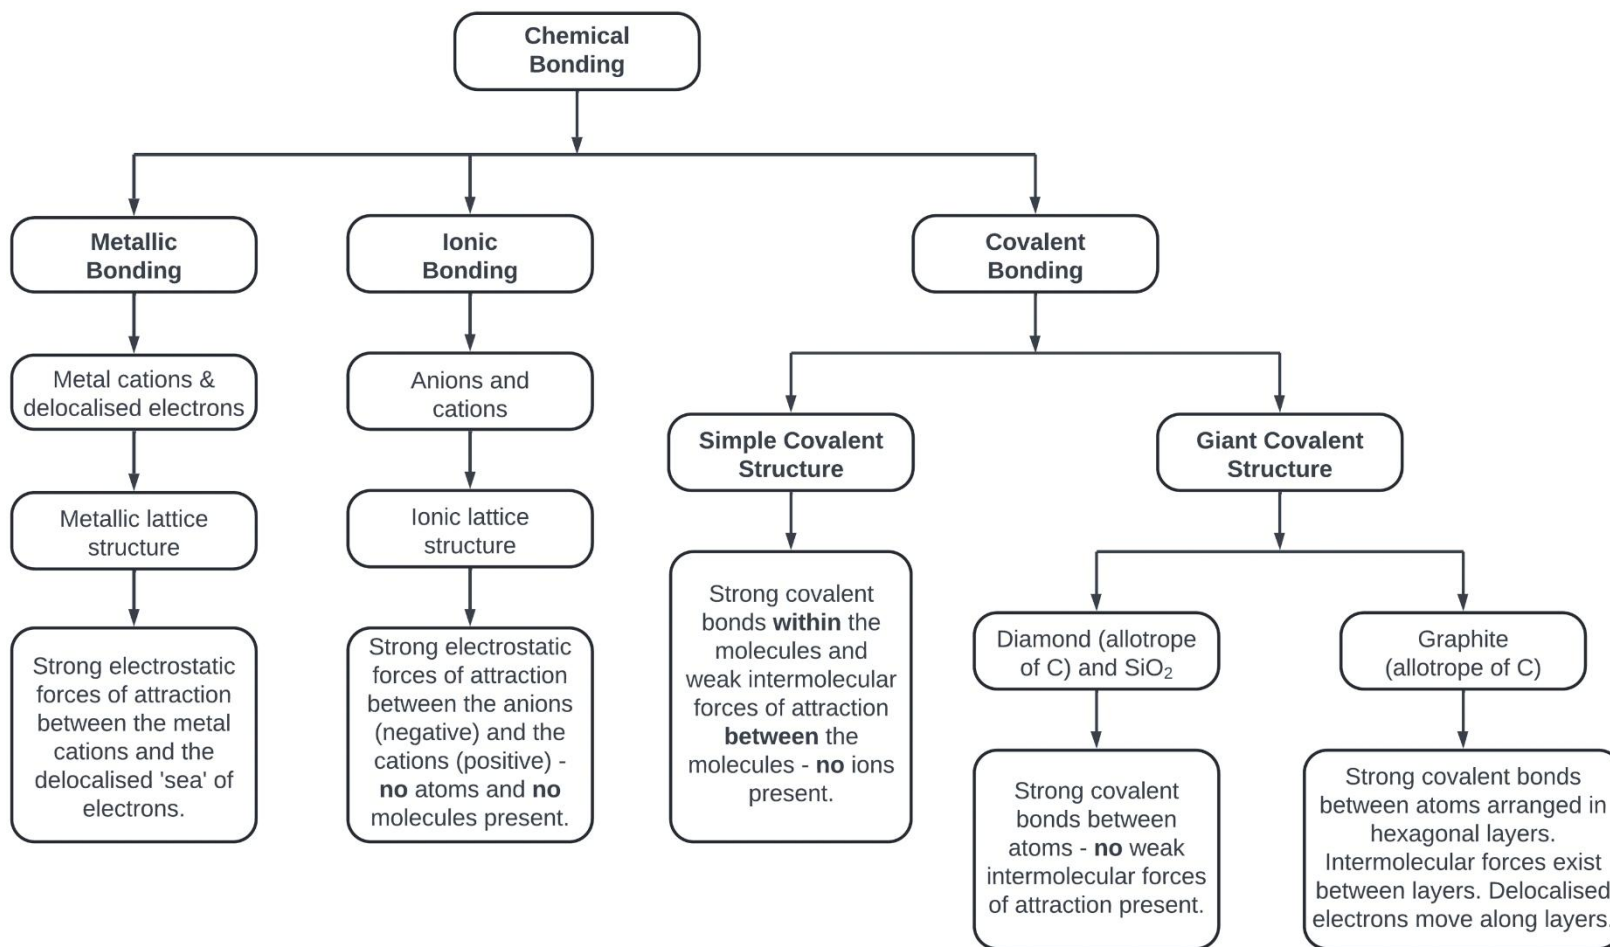 Chemical
Bonding
Metallic
Bonding
Ionic
Bonding
Covalent
Bonding
Metal cations &
delocalised electrons
Anions and
cations
Simple Covalent
Structure
Giant Covalent
Structure
Metallic lattice
structure
Ionic lattice
structure
Strong electrostatic
forces of attraction
between the metal
cations and the
delocalised 'sea' of
electrons.
Strong electrostatic
forces of attraction
between the anions
(negative) and the
cations (positive) -
no atoms and no
molecules present.
Strong covalent
bonds within the
molecules and
weak intermolecular
forces of attraction
between the
molecules - no ions
present.
Diamond (allotrope
of C) and SiO₂
Graphite
(allotrope of C)
Strong covalent
bonds between
atoms - no weak
intermolecular forces
of attraction present.
Strong covalent bonds
between atoms arranged in
hexagonal layers.
Intermolecular forces exist
between layers. Delocalised
electrons move along layers.